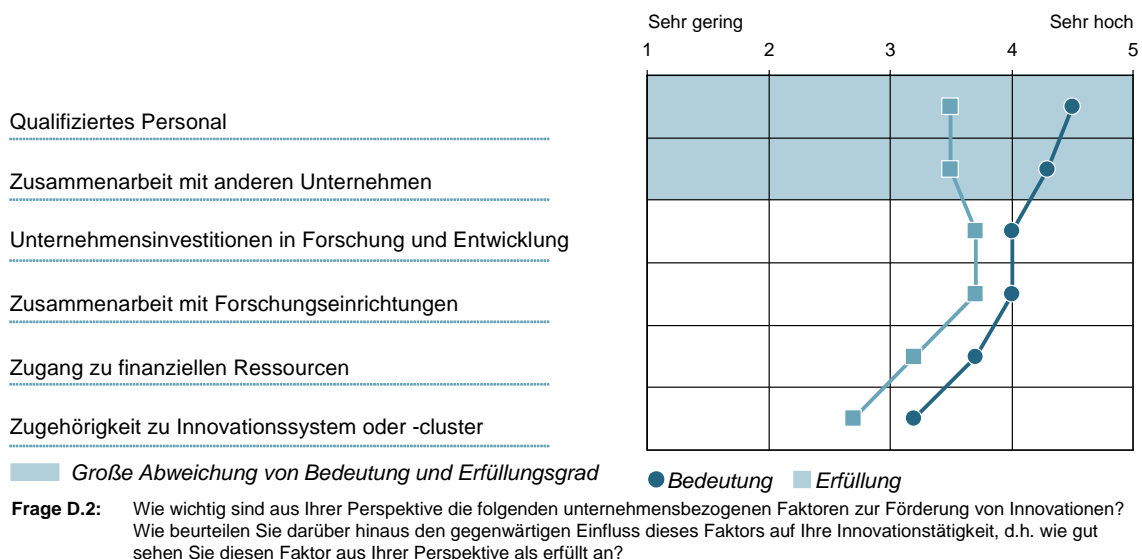 Sehr gering Sehr hoch
1 2 3 4 5
Qualifiziertes Personal
Zusammenarbeit mit anderen Unternehmen
Unternehmensinvestitionen in Forschung und Entwicklung
Zusammenarbeit mit Forschungseinrichtungen
Zugang zu finanziellen Ressourcen
Zugehörigkeit zu Innovationssystem oder -cluster
Große Abweichung von Bedeutung und Erfüllungsgrad
Bedeutung Erfüllung
Frage D.2: Wie wichtig sind aus Ihrer Perspektive die folgenden unternehmensbezogenen Faktoren zur Förderung von Innovationen?
Wie beurteilen Sie darüber hinaus den gegenwärtigen Einfluss dieses Faktors auf Ihre Innovationstätigkeit, d.h. wie gut
sehen Sie diesen Faktor aus Ihrer Perspektive als erfüllt an?